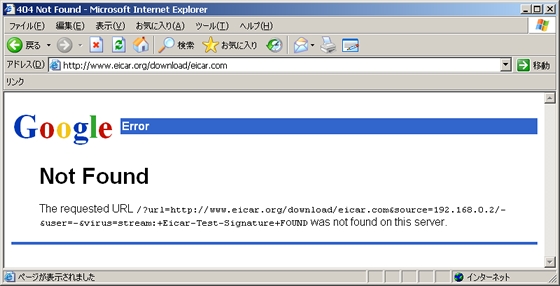 404 Not Found - Microsoft Internet Explorer
ファイル(F) 編集(E) 表示(V) お気に入り(A) ツール(T) ヘルプ(H)
戻る 検索 お気に入り
アドレス(D) http://www.eicar.org/download/eicar.com 移動
リンク
Google Error
Not Found
The requested URL /?url=http://www.eicar.org/download/eicar.com&source=192.168.0.2/-
&user=-&virus=stream:+Eicar-Test-Signature+FOUND was not found on this server.
ページが表示されました インターネット